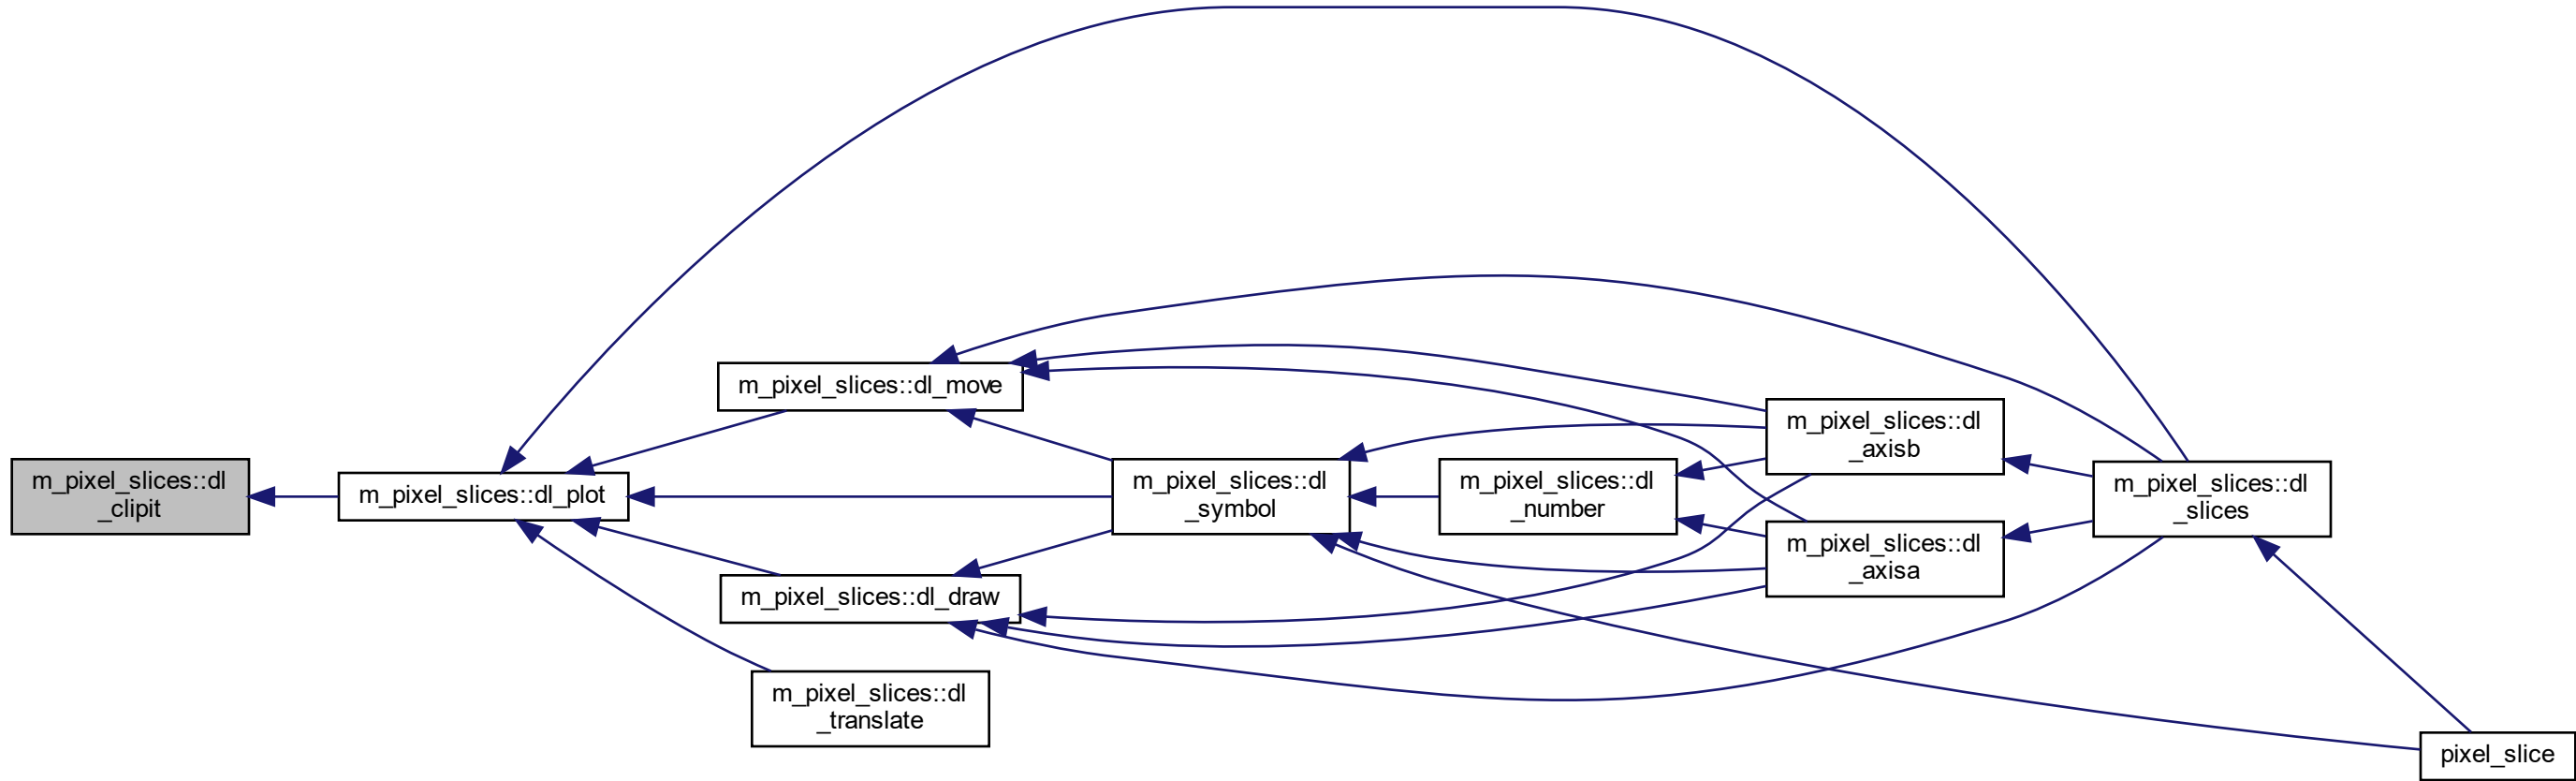 m_pixel_slices::dl
_clipit
m_pixel_slices::dl_plot
m_pixel_slices::dl_move
m_pixel_slices::dl_draw
m_pixel_slices::dl
_translate
m_pixel_slices::dl
_symbol
m_pixel_slices::dl
_number
m_pixel_slices::dl
_axisb
m_pixel_slices::dl
_axisa
m_pixel_slices::dl
_slices
pixel_slice